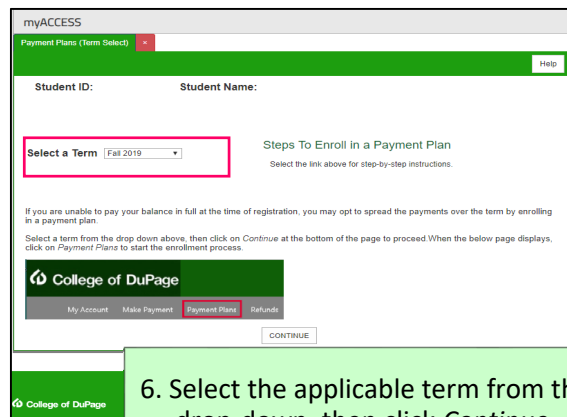 myACCESS
Payment Plans (Term Select) ×
Help
Student ID: Student Name:
Select a Term Fall 2019
Steps To Enroll in a Payment Plan
Select the link above for step-by-step instructions.
If you are unable to pay your balance in full at the time of registration, you may opt to spread the payments over the term by enrolling
in a payment plan.
Select a term from the drop down above, then click on Continue at the bottom of the page to proceed.When the below page displays,
click on Payment Plans to start the enrollment process.
College of DuPage
My Account Make Payment Payment Plans Refunds
CONTINUE
College of DuPage
6. Select the applicable term from th
drop down, then click Continue